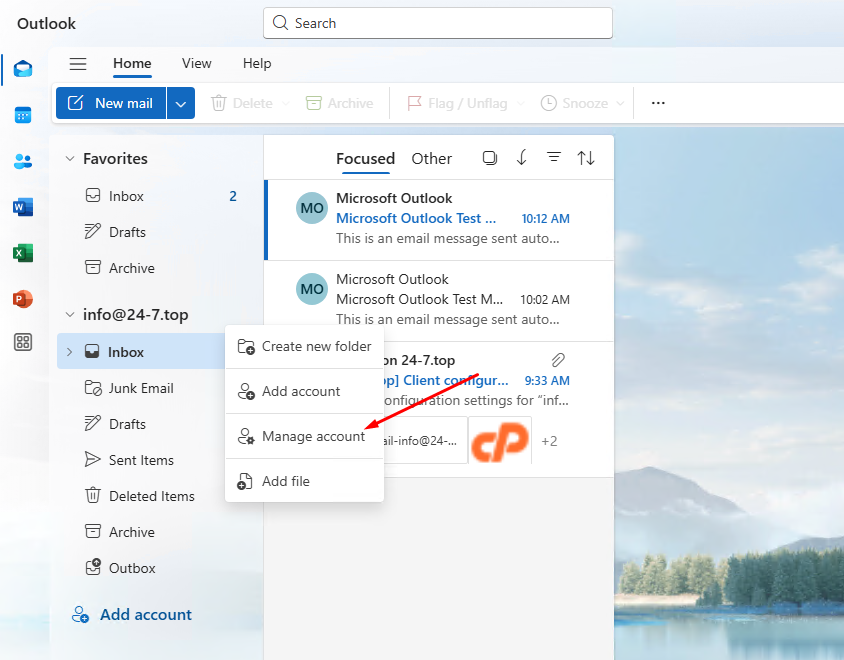 Outlook
Search
Home View Help
New mail Delete Archive Flag / Unflag Snooze ...
Favorites
Inbox 2
Drafts
Archive
info@24-7.top
Inbox
Junk Email
Drafts
Sent Items
Deleted Items
Archive
Outbox
Add account
Create new folder
Add account
Manage account
Add file
Focused Other
MO
Microsoft Outlook
Microsoft Outlook Test ... 10:12 AM
This is an email message sent auto...
MO
Microsoft Outlook
Microsoft Outlook Test M... 10:02 AM
This is an email message sent auto...
on 24-7.top
op] Client configur... 9:33 AM
onfiguration settings for “inf...
ail-info@24-...
cP
+2